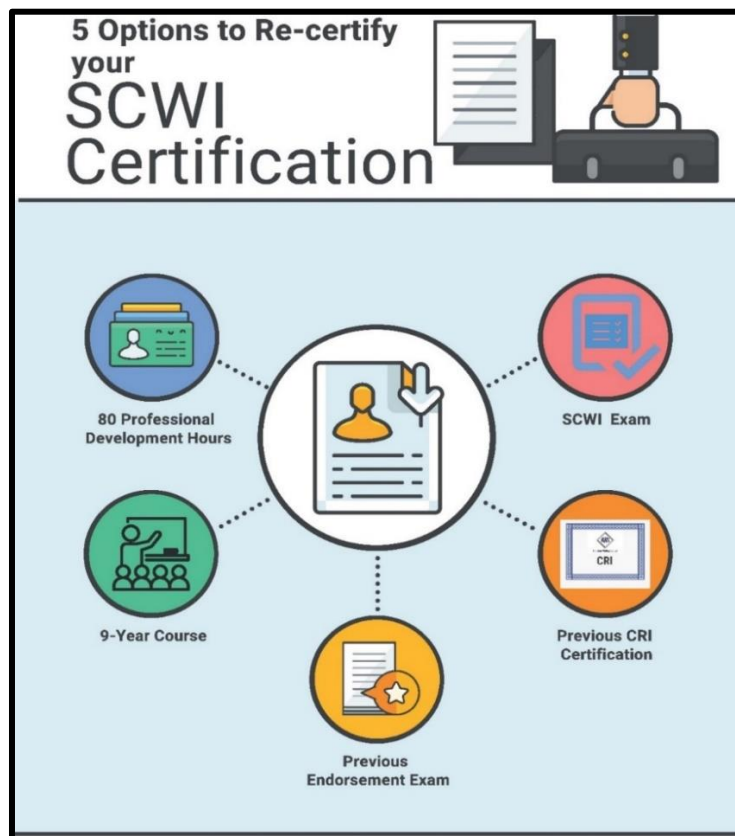 5 Options to Re-certify
your
SCWI
Certification
80 Professional
Development Hours
SCWI Exam
9-Year Course
CRI
Previous CRI
Certification
Previous
Endorsement Exam